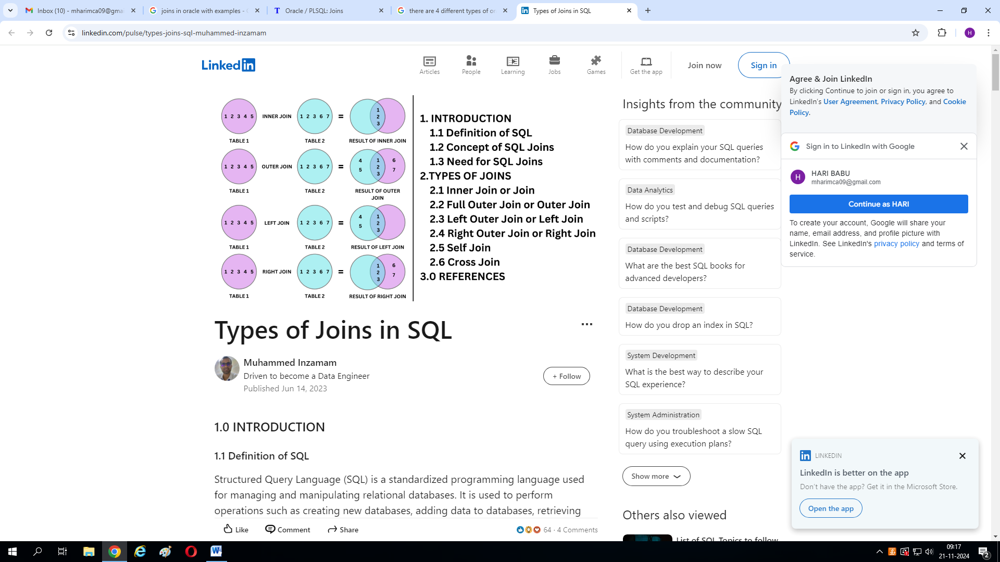 Inbox (10) - mharimca09@gmai
joins in oracle with examples -
Oracle / PLSQL: Joins
there are 4 different types of o
Types of Joins in SQL
linkedin.com/pulse/types-joins-sql-muhammed-inzamam
H
Linked in
Articles
People
Learning
Jobs
Games
Get the app
Join now
Sign in
1 2 3 4 5 INNER JOIN 1 2 3 6 7 = 1 2 3
TABLE 1 TABLE 2 RESULT OF INNER JOIN
1 2 3 4 5 OUTER JOIN 1 2 3 6 7 = 4 5 1 2 3 6 7
TABLE 1 TABLE 2 RESULT OF OUTER
JOIN
1 2 3 4 5 LEFT JOIN 1 2 3 6 7 = 4 5 1 2 3
TABLE 1 TABLE 2 RESULT OF LEFT JOIN
1 2 3 4 5 RIGHT JOIN 1 2 3 6 7 = 1 2 3 6 7
TABLE 1 TABLE 2 RESULT OF RIGHT JOIN
1. INTRODUCTION
1.1 Definition of SQL
1.2 Concept of SQL Joins
1.3 Need for SQL Joins
2.TYPES OF JOINS
2.1 Inner Join or Join
2.2 Full Outer Join or Outer Join
2.3 Left Outer Join or Left Join
2.4 Right Outer Join or Right Join
2.5 Self Join
2.6 Cross Join
3.0 REFERENCES
Types of Joins in SQL
Muhammed Inzamam
Driven to become a Data Engineer
Published Jun 14, 2023
+ Follow
1.0 INTRODUCTION
1.1 Definition of SQL
Structured Query Language (SQL) is a standardized programming language used
for managing and manipulating relational databases. It is used to perform
operations such as creating new databases, adding data to databases, retrieving
Like
Comment
Share
64 · 4 Comments
Insights from the community
Database Development
How do you explain your SQL queries
with comments and documentation?
Data Analytics
How do you test and debug SQL queries
and scripts?
Database Development
What are the best SQL books for
advanced developers?
Database Development
How do you drop an index in SQL?
System Development
What is the best way to describe your
SQL experience?
System Administration
How do you troubleshoot a slow SQL
query using execution plans?
Show more
Others also viewed
List of SQL Topics to follow
Agree & Join LinkedIn
By clicking Continue to join or sign in, you agree to
LinkedIn's User Agreement, Privacy Policy, and Cookie
Policy.
Sign in to LinkedIn with Google
H
HARI BABU
mharimca09@gmail.com
Continue as HARI
To create your account, Google will share your
name, email address, and profile picture with
LinkedIn. See LinkedIn's privacy policy and terms of
service.
in LINKEDIN
LinkedIn is better on the app
Don't have the app? Get it in the Microsoft Store.
Open the app
09:17
21-11-2024
2